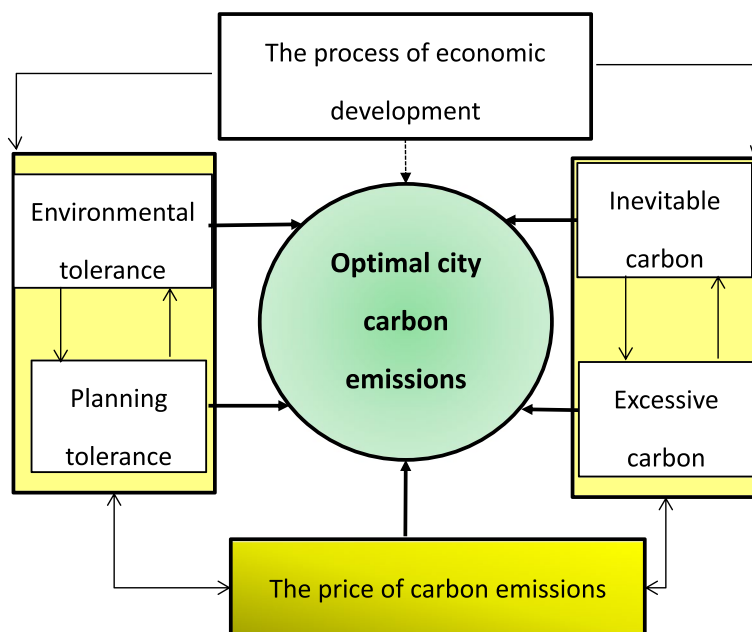 The process of economic
development
Environmental
tolerance
Planning
tolerance
Optimal city
carbon
emissions
Inevitable
carbon
Excessive
carbon
The price of carbon emissions